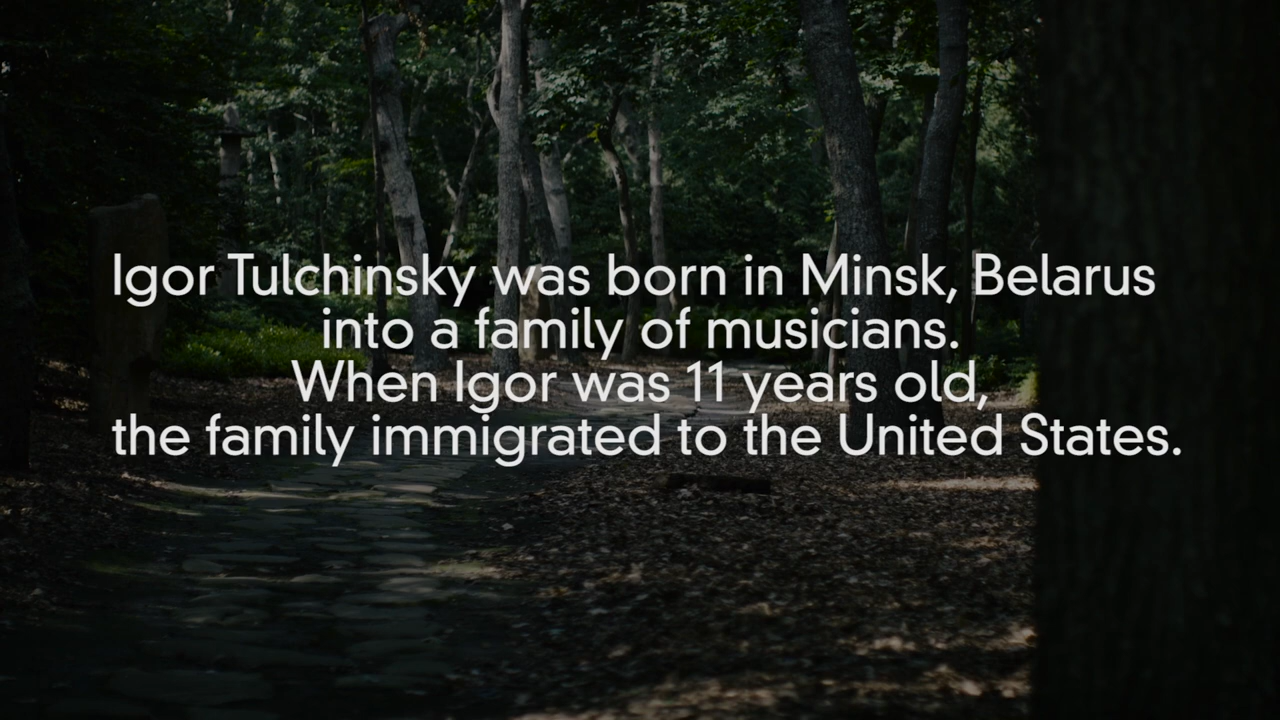 Igor Tulchinsky was born in Minsk, Belarus
into a family of musicians.
When Igor was 11 years old,
the family immigrated to the United States.